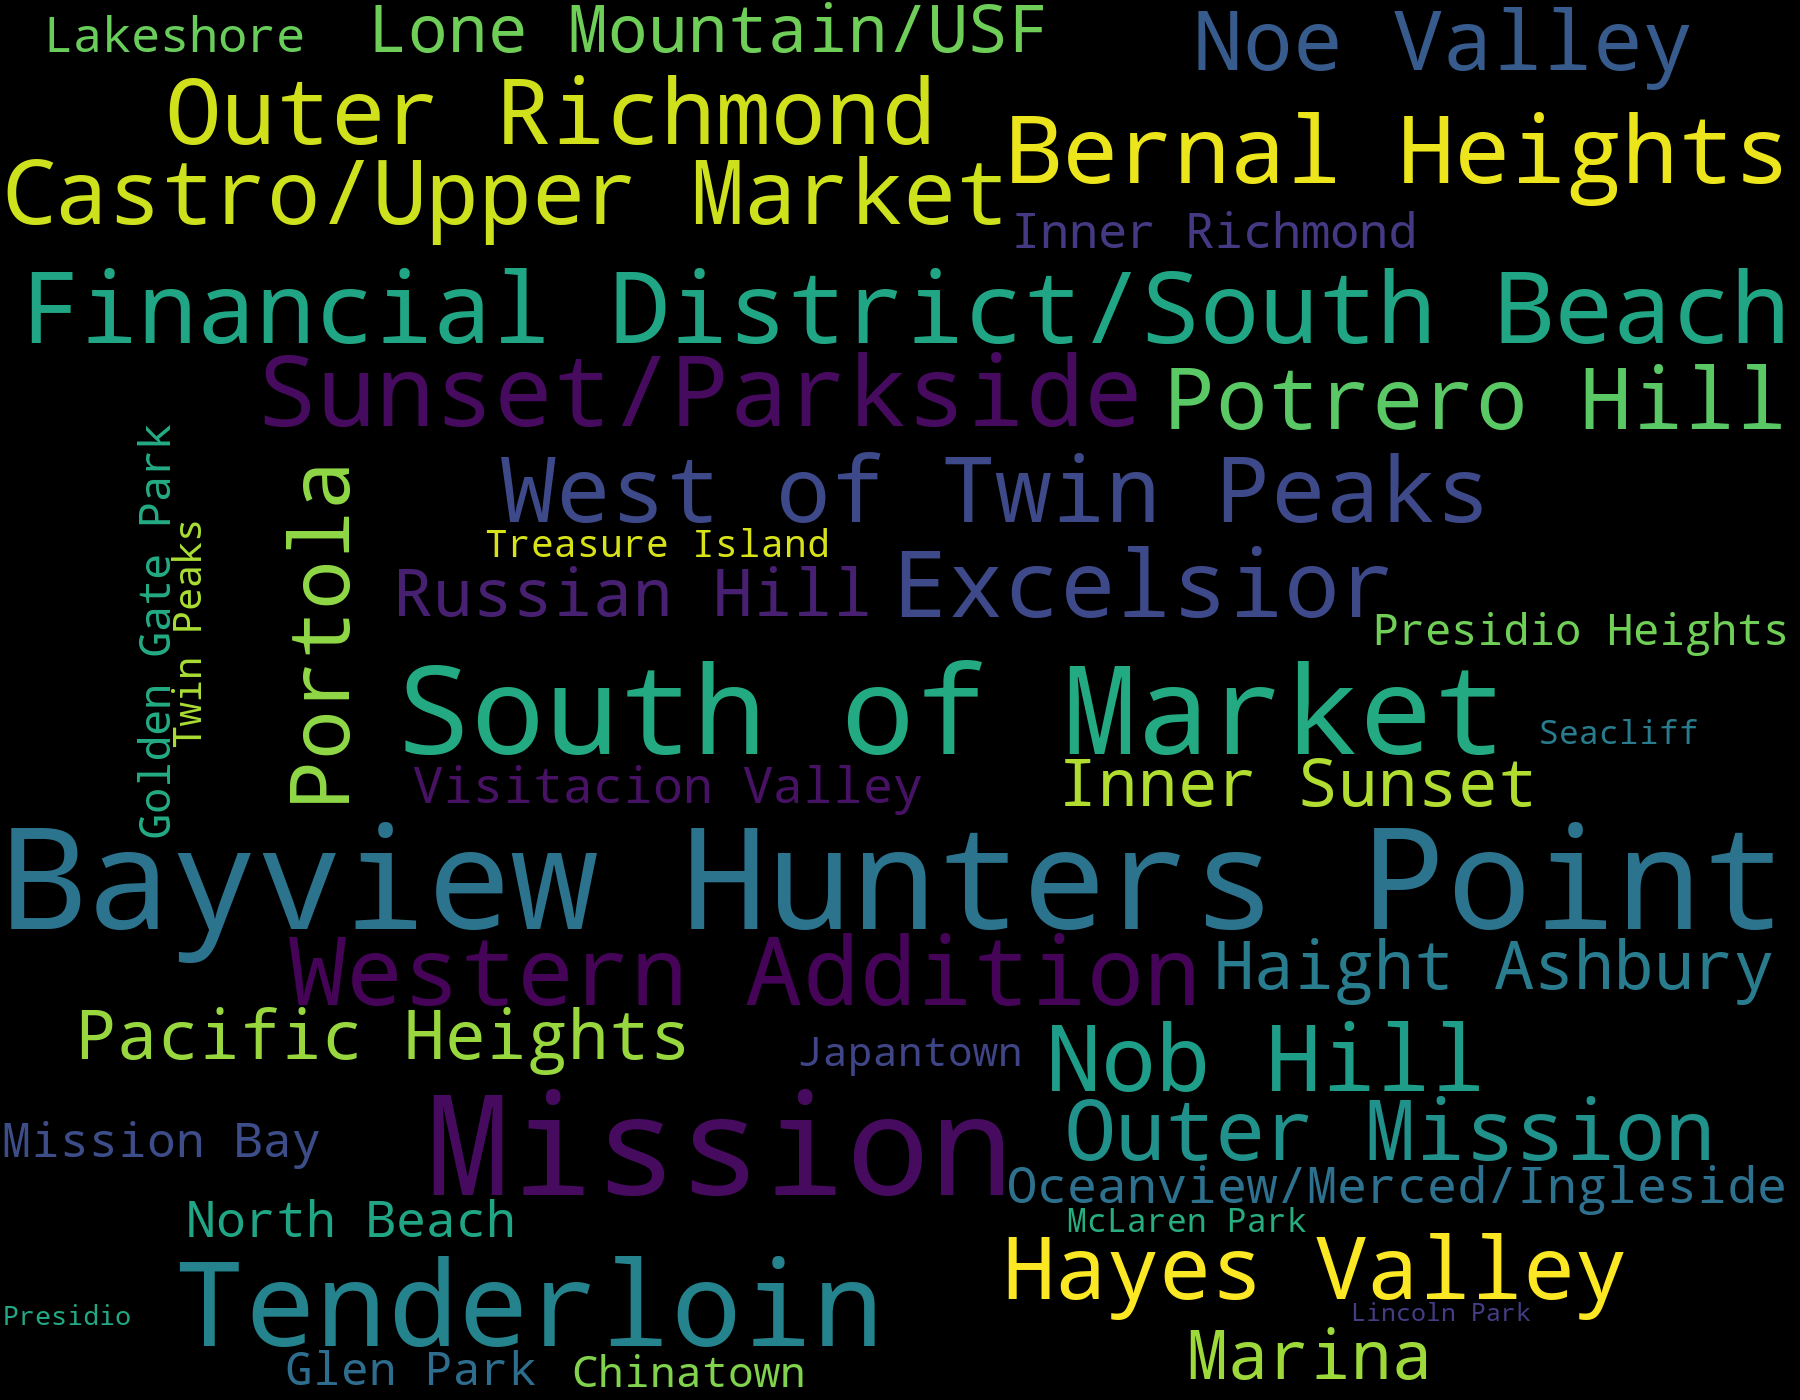 Lakeshore
Lone Mountain/USF
Noe Valley
Outer Richmond
Bernal Heights
Castro/Upper Market
Inner Richmond
Financial District/South Beach
Sunset/Parkside
Potrero Hill
Golden Gate Park
Twin Peaks
Portola
West of Twin Peaks
Treasure Island
Russian Hill
Excelsior
Presidio Heights
South of Market
Seacliff
Visitacion Valley
Inner Sunset
Bayview Hunters Point
Western Addition
Haight Ashbury
Pacific Heights
Japantown
Nob Hill
Mission Bay
Mission
Outer Mission
Oceanview/Merced/Ingleside
North Beach
McLaren Park
Tenderloin
Hayes Valley
Presidio
Lincoln Park
Glen Park
Chinatown
Marina